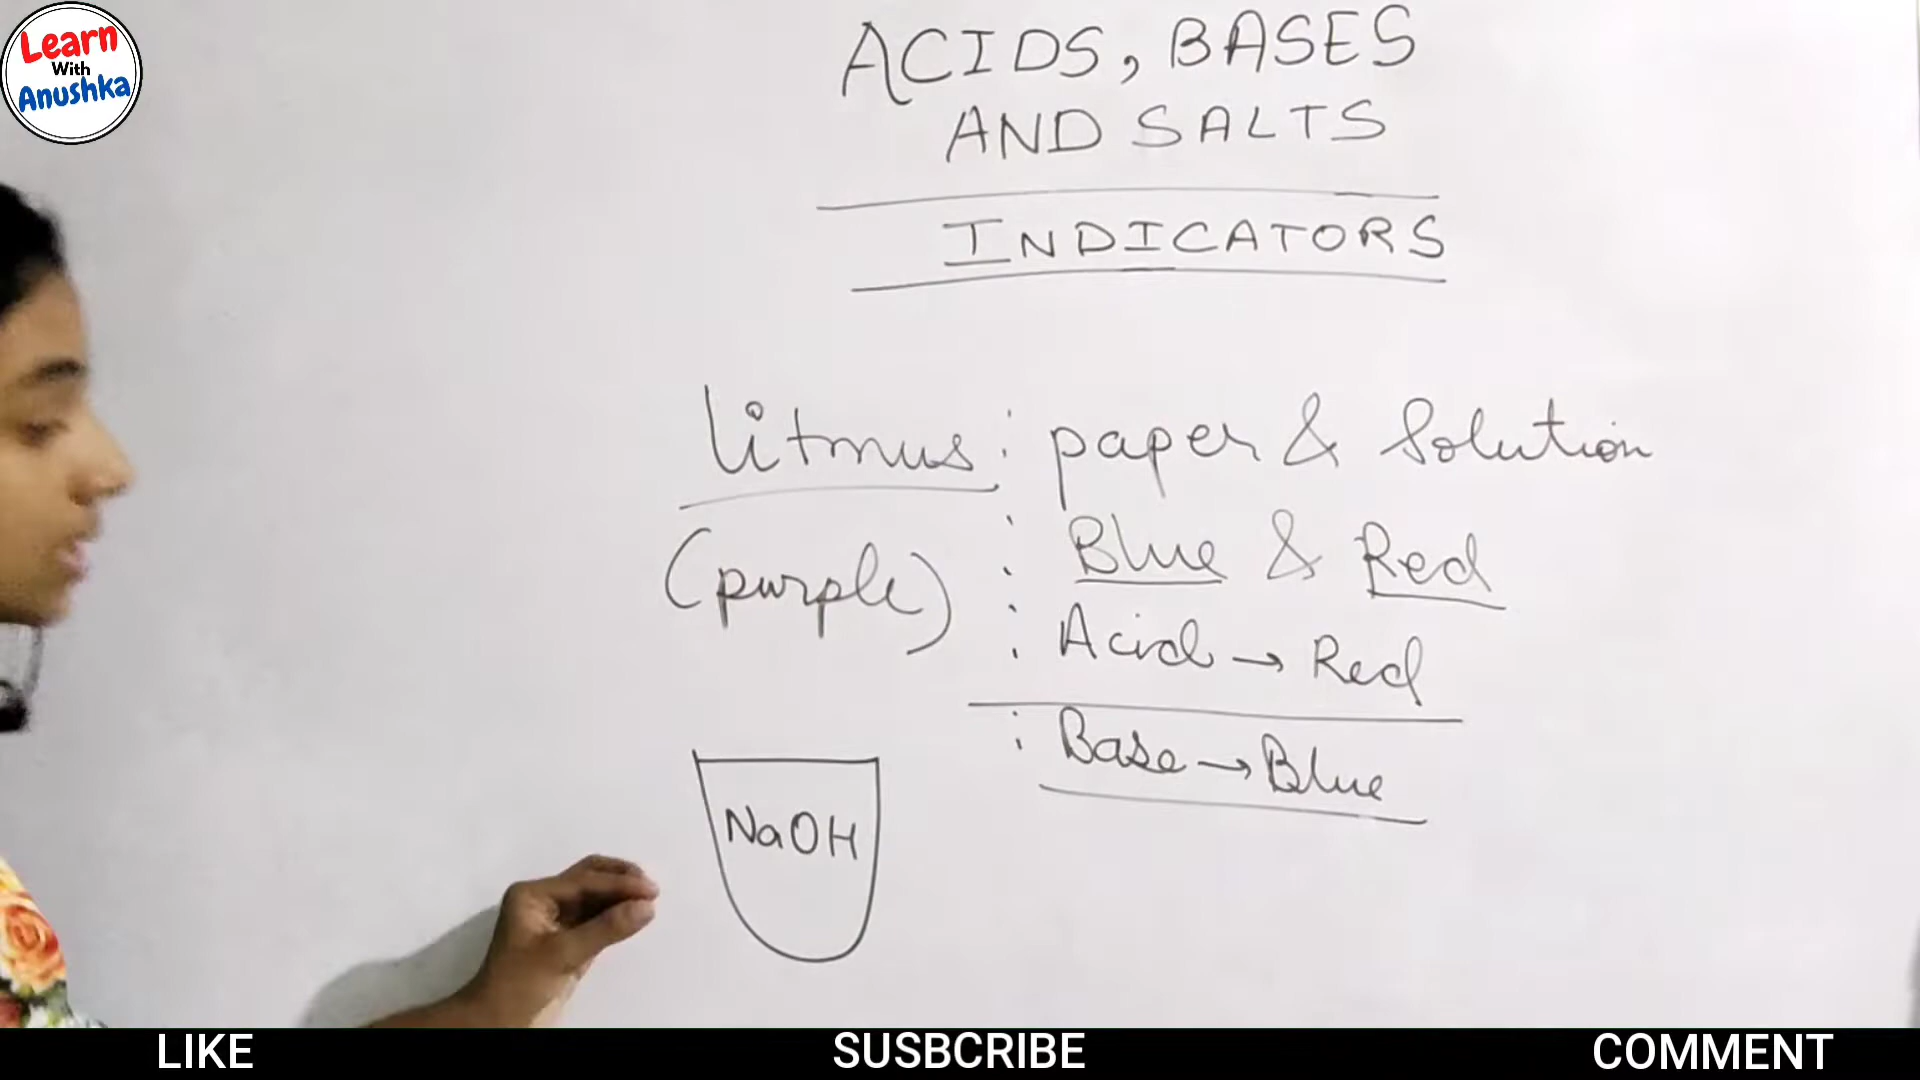 Learn
With
Anushka
ACIDS, BASES
AND SALTS
INDICATORS
litmus : paper & Solution
(purple) : Blue & Red
: Acid → Red
: Base → Blue
NaOH
LIKE SUSBCRIBE COMMENT